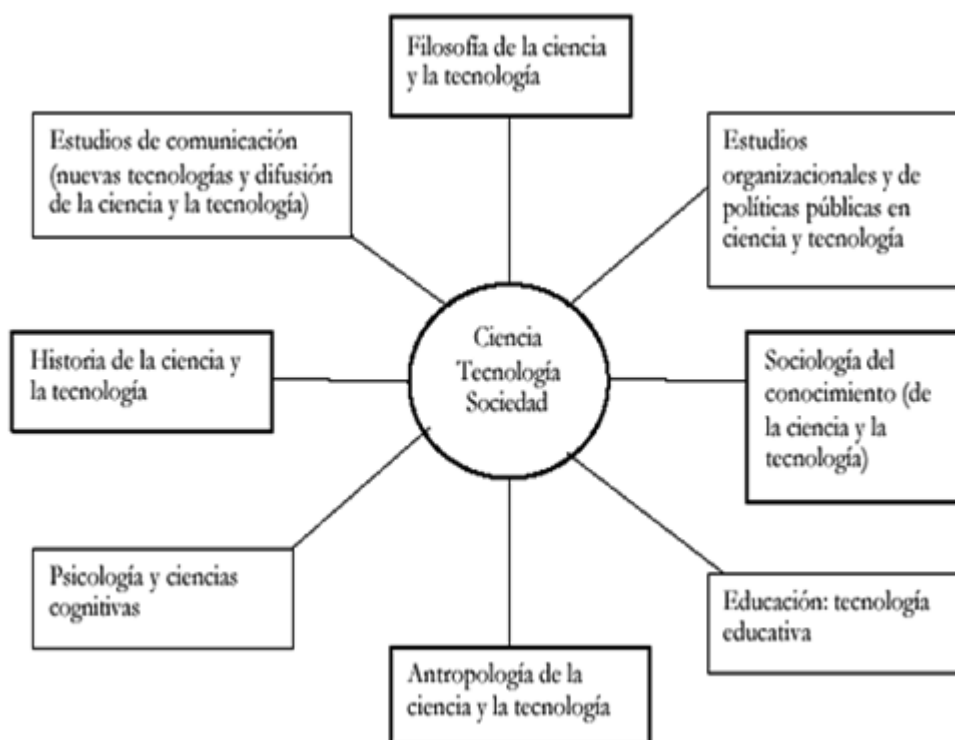 Filosofía de la ciencia
y la tecnología
Estudios de comunicación
(nuevas tecnologías y difusión
de la ciencia y la tecnología)
Estudios
organizacionales y de
políticas públicas en
ciencia y tecnología
Ciencia
Tecnología
Sociedad
Historia de la ciencia y
la tecnología
Sociología del
conocimiento (de
la ciencia y la
tecnología)
Psicología y ciencias
cognitivas
Educación: tecnología
educativa
Antropología de la
ciencia y la tecnología